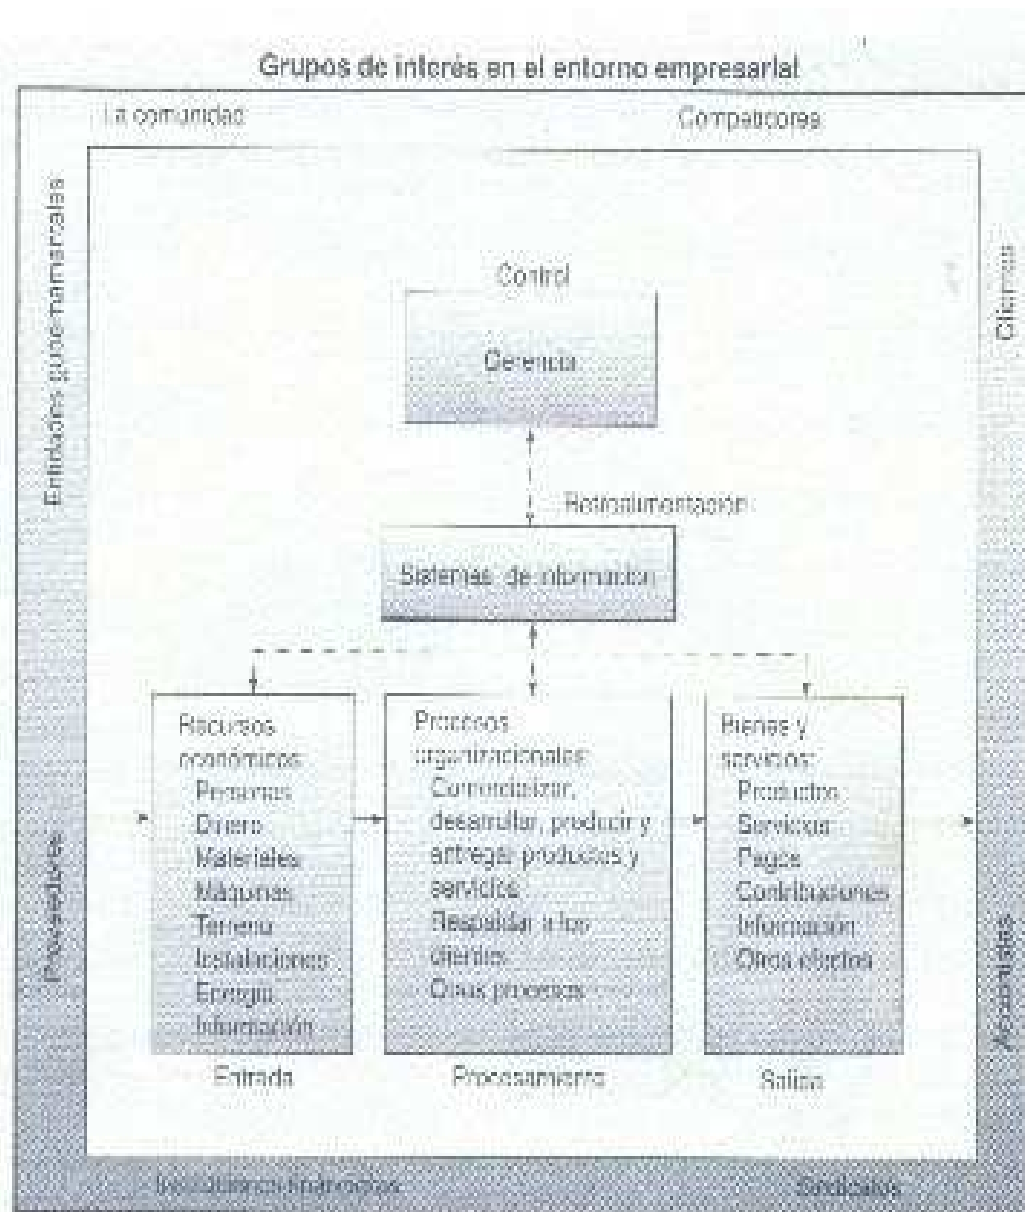 Grupos de interés en el entorno empresarial
La comunidad
Competidores
Entidades gubernamentales
Clientes
Control
Gerencia
Retroalimentación
Sistemas de información
Recursos
económicos
Personas
Dinero
Materiales
Máquinas
Terreno
Instalaciones
Energía
Información
Entrada
Procesos
organizacionales
Comercializar,
desarrollar, producir y
entregar productos y
servicios
Respaldar a los
clientes
Otros procesos
Procesamiento
Bienes y
servicios:
Productos
Servicios
Pagos
Contribuciones
Información
Otros efectos
Salida
Proveedores
Accionistas
Instituciones financieras
Sindicatos